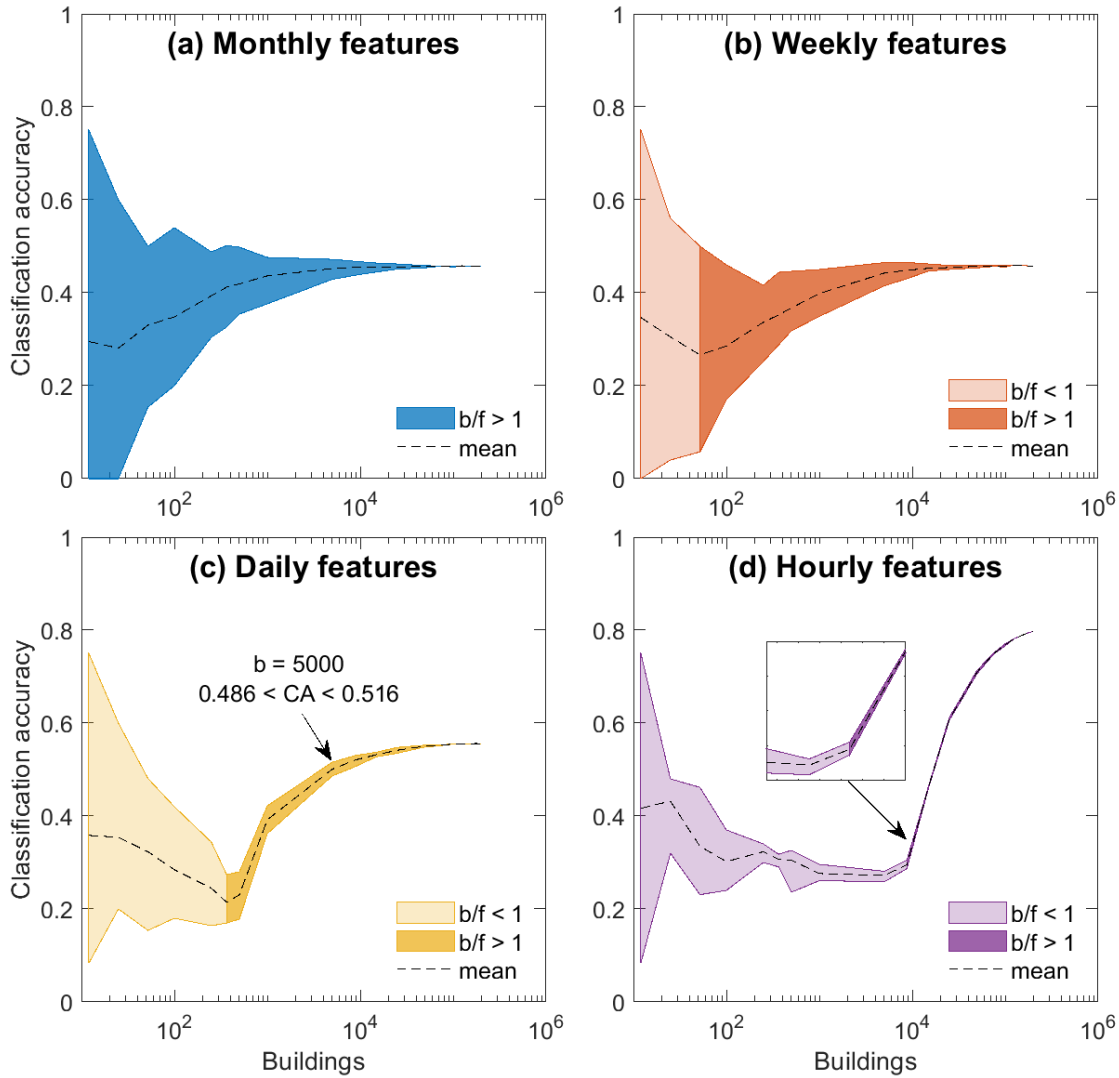 (a) Monthly features
Classification accuracy
1
0.8
0.6
0.4
0.2
0
b/f > 1
mean
10^2
10^4
10^6
(b) Weekly features
1
0.8
0.6
0.4
0.2
0
b/f < 1
b/f > 1
mean
10^2
10^4
10^6
(c) Daily features
Classification accuracy
1
0.8
0.6
0.4
0.2
0
b = 5000
0.486 < CA < 0.516
b/f < 1
b/f > 1
mean
10^2
10^4
10^6
Buildings
(d) Hourly features
1
0.8
0.6
0.4
0.2
0
b/f < 1
b/f > 1
mean
10^2
10^4
10^6
Buildings